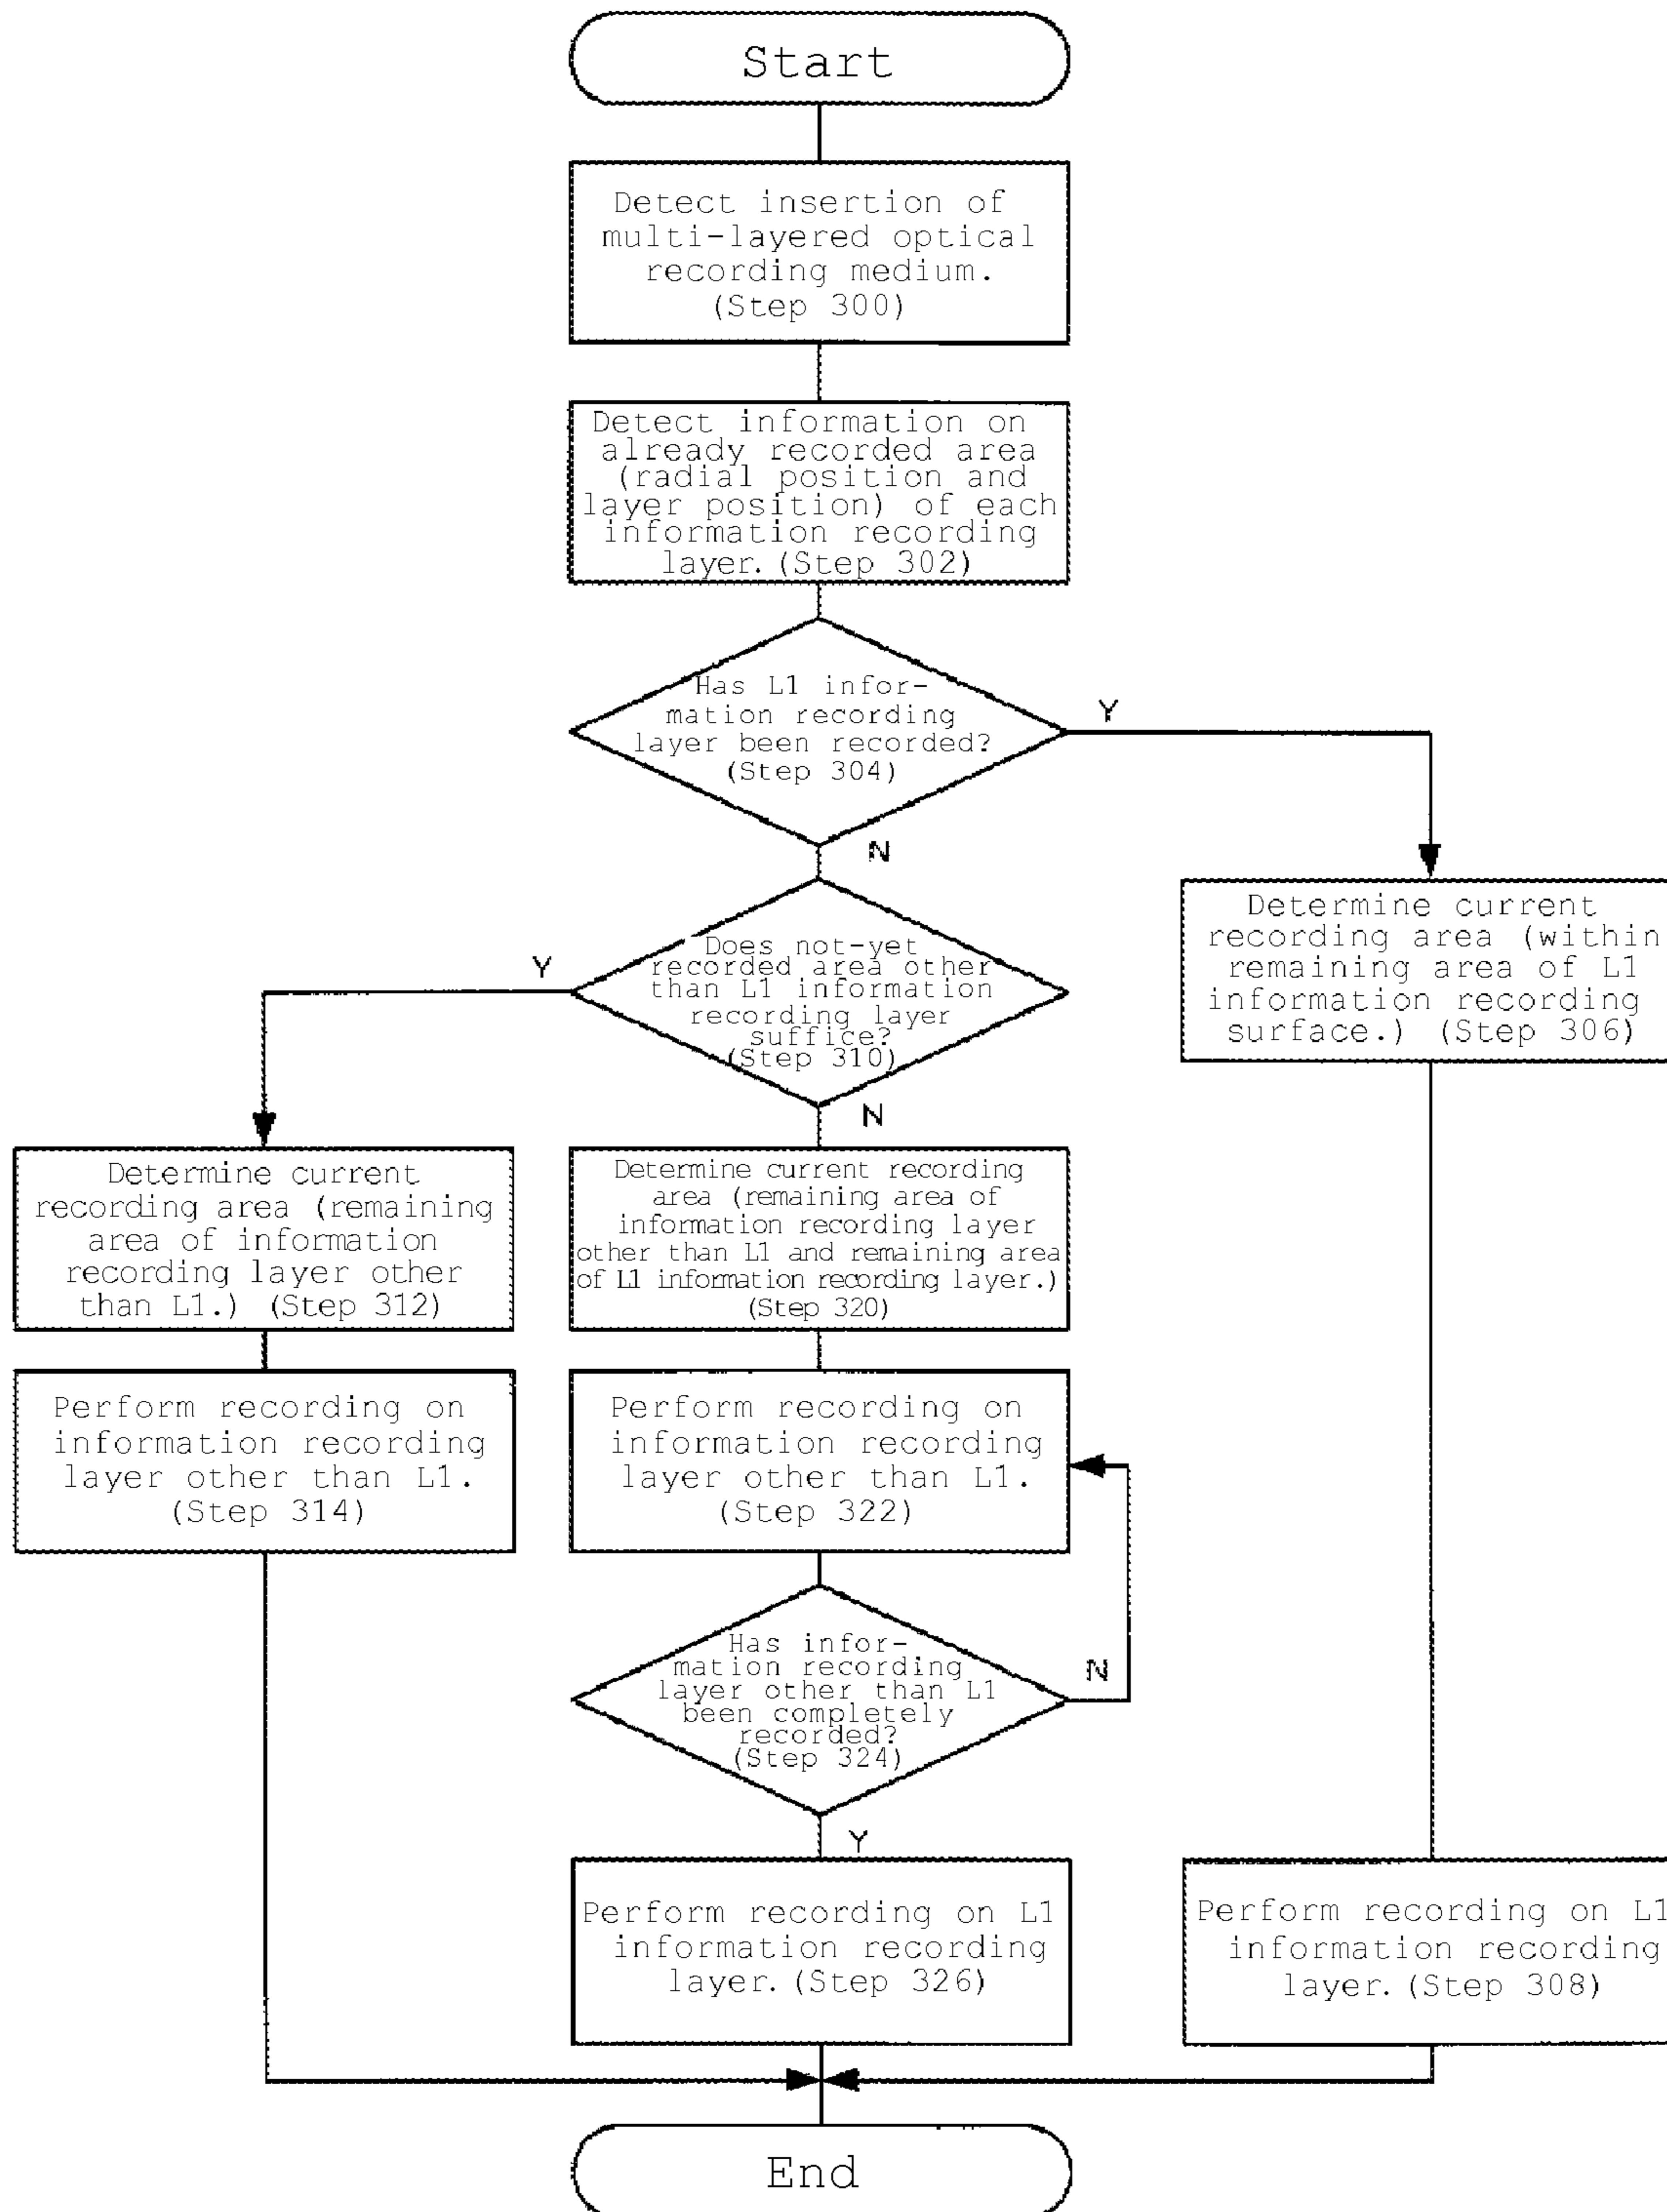 Start
Detect insertion of
multi-layered optical
recording medium.
(Step 300)
Detect information on
already recorded area
(radial position and
layer position) of each
information recording
layer. (Step 302)
Has L1 infor-
mation recording
layer been recorded?
(Step 304)
Y
N
Determine current
recording area (within
remaining area of L1
information recording
surface.) (Step 306)
Does not-yet
recorded area other
than L1 information
recording layer
suffice?
(Step 310)
Y
N
Determine current
recording area (remaining
area of information
recording layer other
than L1.) (Step 312)
Determine current recording
area (remaining area of
information recording layer
other than L1 and remaining area
of L1 information recording layer.)
(Step 320)
Perform recording on
information recording
layer other than L1.
(Step 314)
Perform recording on
information recording
layer other than L1.
(Step 322)
Has infor-
mation recording
layer other than L1
been completely
recorded?
(Step 324)
N
Y
Perform recording on L1
information recording
layer. (Step 326)
Perform recording on L1
information recording
layer. (Step 308)
End